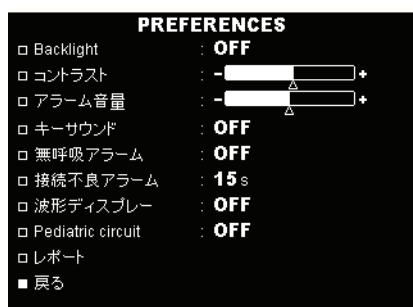 PREFERENCES
□ Backlight : OFF
□ コントラスト : - +
□ アラーム音量 : - +
□ キーサウンド : OFF
□ 無呼吸アラーム : OFF
□ 接続不良アラーム : 15 s
□ 波形ディスプレー : OFF
□ Pediatric circuit : OFF
□ レポート
■ 戻る